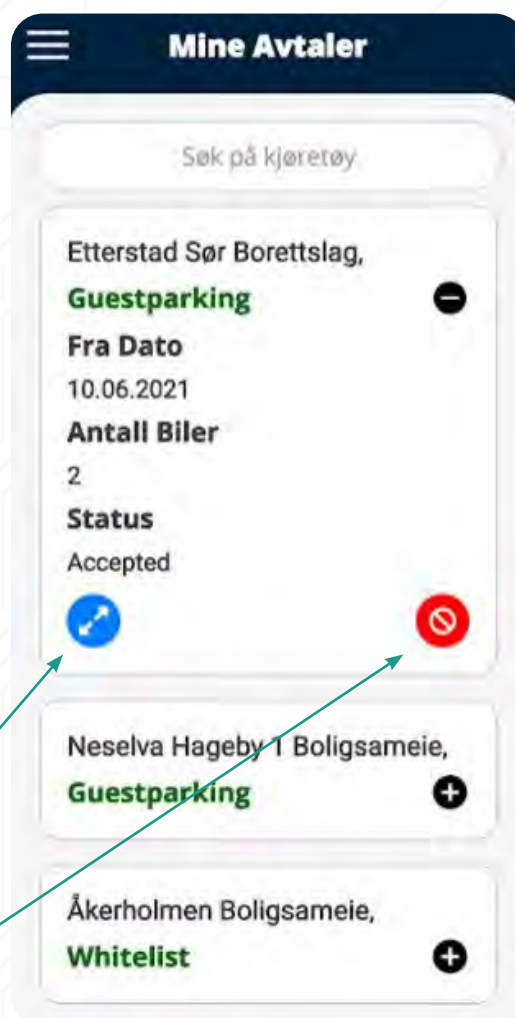 Mine Avtaler
Søk på kjøretøy
Etterstad Sør Borettslag,
Guestparking
Fra Dato
10.06.2021
Antall Biler
2
Status
Accepted
Neselva Hageby 1 Boligsameie,
Guestparking
Åkerholmen Boligsameie,
Whitelist